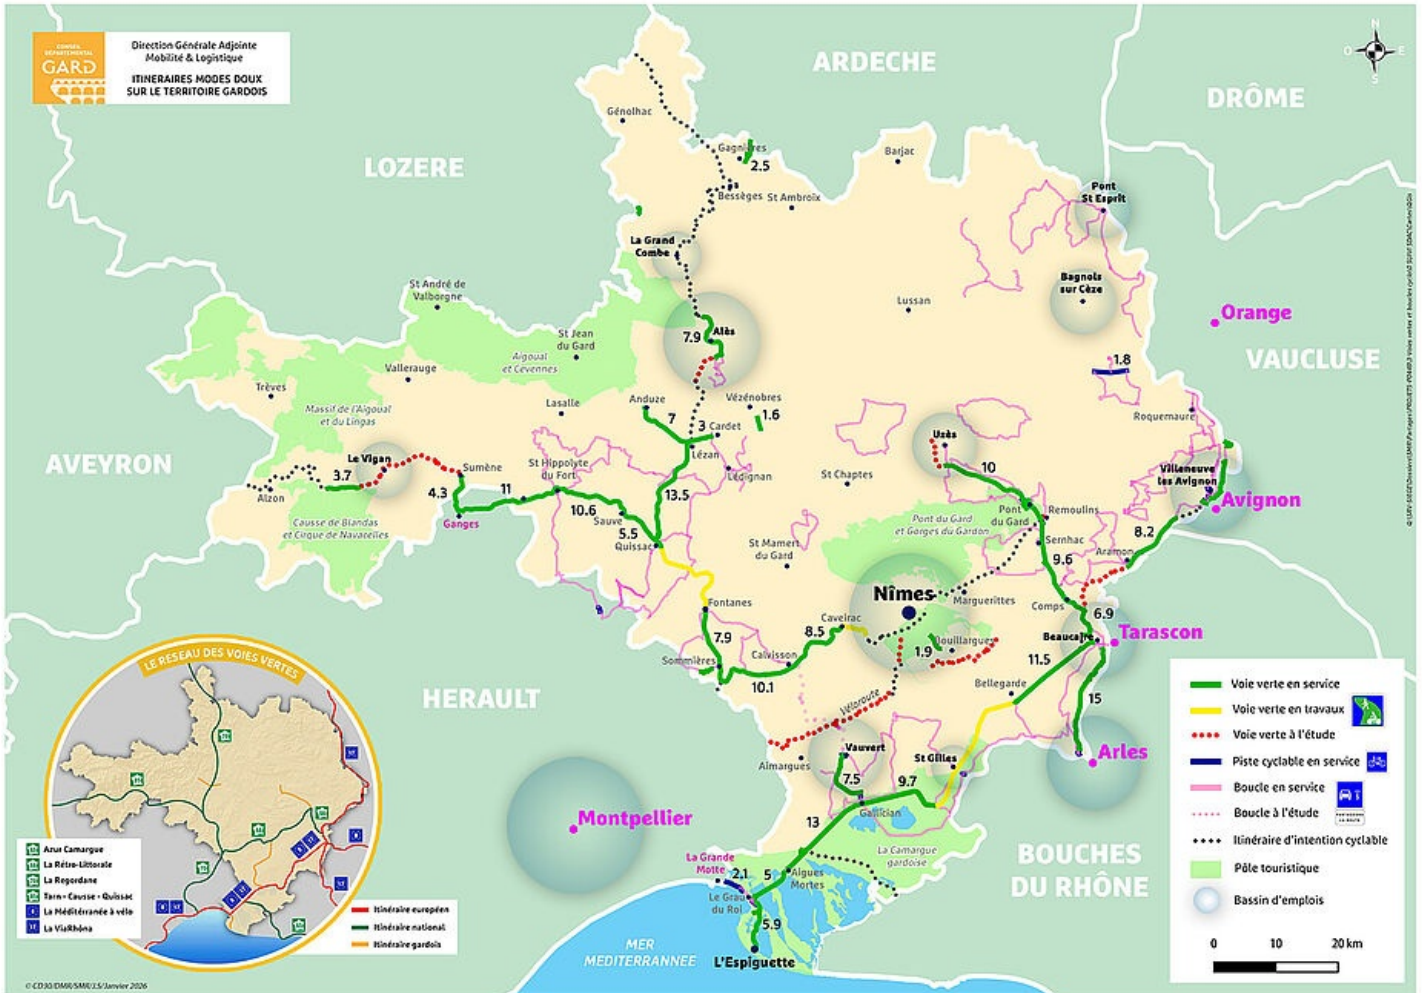 CONSEIL
DÉPARTEMENTAL
GARD
Direction Générale Adjointe
Mobilité & Logistique
ITINERAIRES MODES DOUX
SUR LE TERRITOIRE GARDOIS
ARDECHE
DRÔME
LOZERE
N
O
E
S
Génolhac
Gagnières
2.5
Barjac
Bessèges
St Ambroix
Pont
St Esprit
La Grand
Combe
Bagnols
sur Cèze
St André de
Valborgne
Lussan
Orange
7.9
Alès
St Jean
du Gard
Aigoual
et Cévennes
VAUCLUSE
1.8
Vallerauge
Trèves
Massif de l'Aigoual
et du Lingas
Lasalle
Anduze
7
Vézénobres
1.6
3
Cardet
Roquemaure
Uzès
AVEYRON
Le Vigan
3.7
Sumène
St Hippolyte
du Fort
Lézan
Lédignan
St Chaptes
10
Villeneuve
les Avignon
Avignon
Alzon
4.3
11
Ganges
10.6
13.5
Sauve
5.5
Quissac
Causse de Blandas
et Cirque de Navacelles
Pont du Gard
et Gorges du Gardon
Pont
du Gard
Remoulins
Sernhac
8.2
Aramon
9.6
St Mamert
du Gard
Nîmes
Marguerittes
Comps
6.9
Fontanes
Caveirac
8.5
7.9
Bouillargues
1.9
Beaucaire
Tarascon
Sommières
Calvisson
10.1
11.5
Bellegarde
15
HERAULT
Véloroute
Vauvert
St Gilles
Arles
Aimargues
7.5
9.7
Gallician
13
Montpellier
La Camargue
gardoise
La Grande
Motte
2.1
5
Aigues
Mortes
Le Grau
du Roi
5.9
L'Espiguette
MER
MEDITERRANNEE
BOUCHES
DU RHÔNE
LE RESEAU DES VOIES VERTES
Azur Camargue
La Rétro-Littorale
La Regordane
Tarn - Causse - Quissac
La Méditerranée à vélo
La ViaRhôna
Itinéraire européen
Itinéraire national
Itinéraire gardois
Voie verte en service
Voie verte en travaux
Voie verte à l'étude
Piste cyclable en service
Boucle en service
Boucle à l'étude
Itinéraire d'intention cyclable
Pôle touristique
Bassin d'emplois
0 10 20 km
© CD30/DMR/SMR/J.S/Janvier 2026